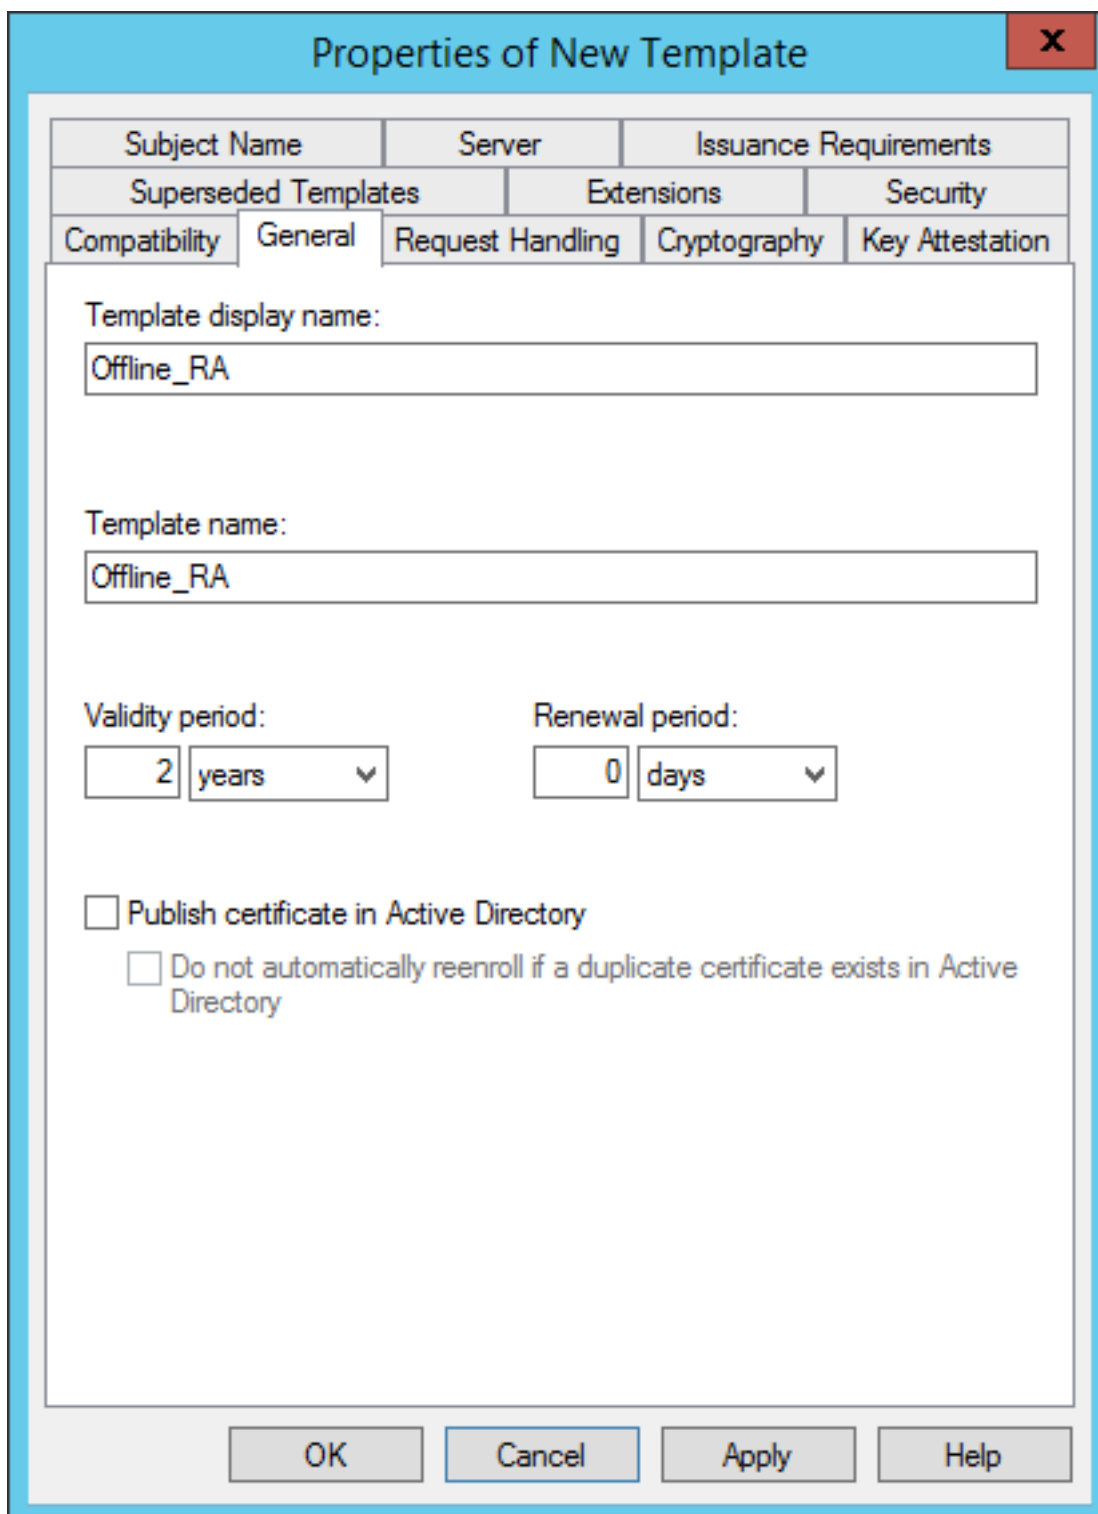 Properties of New Template
x
Subject Name Server Issuance Requirements
Superseded Templates Extensions Security
Compatibility General Request Handling Cryptography Key Attestation
Template display name:
Offline_RA
Template name:
Offline_RA
Validity period: Renewal period:
2 years 0 days
Publish certificate in Active Directory
Do not automatically reenroll if a duplicate certificate exists in Active
Directory
OK Cancel Apply Help